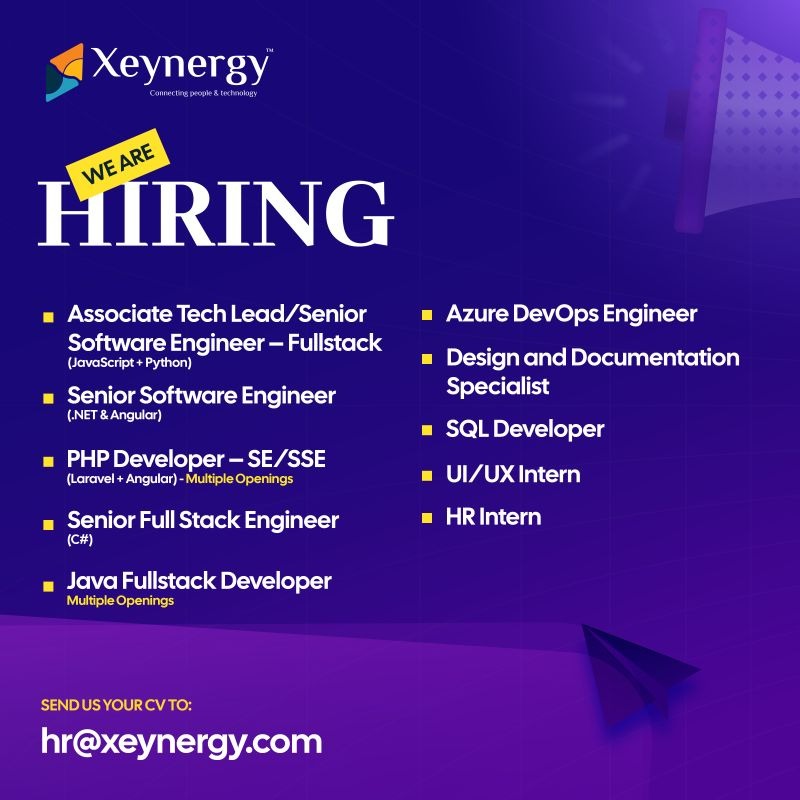 Xeynergy™
Connecting people & technology
WE ARE
HIRING
Associate Tech Lead/Senior
Software Engineer – Fullstack
(JavaScript + Python)
Senior Software Engineer
(.NET & Angular)
PHP Developer – SE/SSE
(Laravel + Angular) - Multiple Openings
Senior Full Stack Engineer
(C#)
Java Fullstack Developer
Multiple Openings
Azure DevOps Engineer
Design and Documentation
Specialist
SQL Developer
UI/UX Intern
HR Intern
SEND US YOUR CV TO:
hr@xeynergy.com